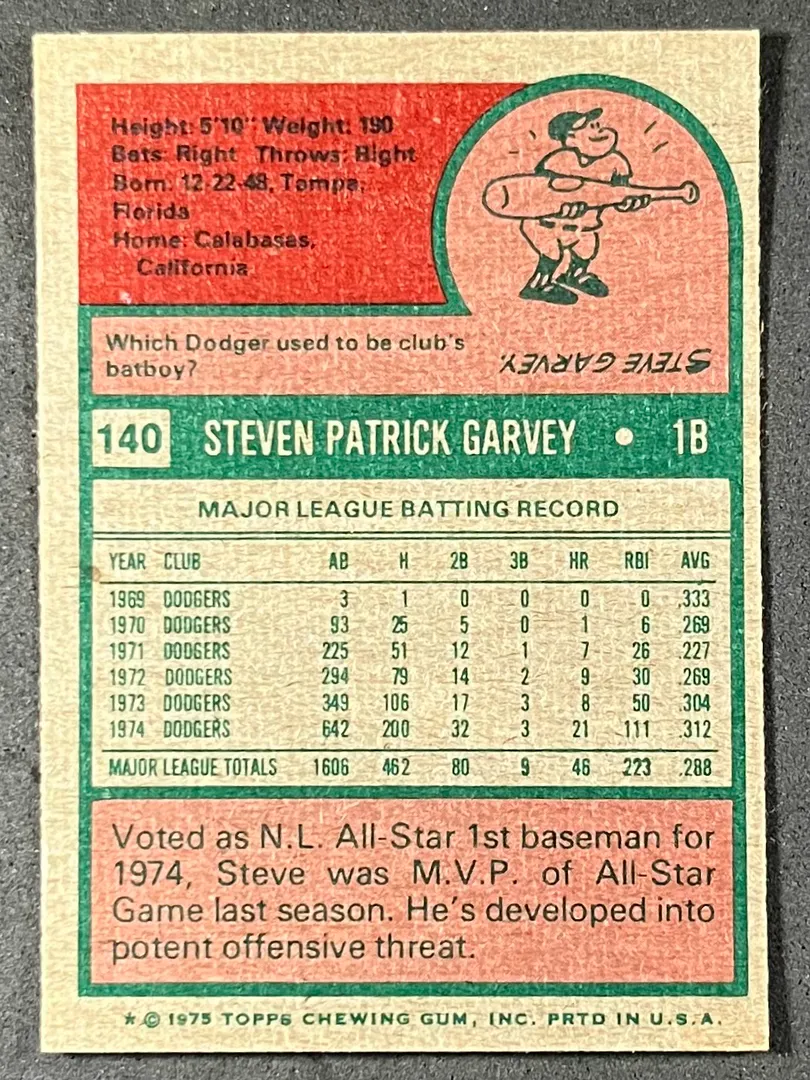 Height: 5'10" Weight: 190
Bats: Right Throws: Right
Born: 12-22-48, Tampa,
Florida
Home: Calabasas,
California
Which Dodger used to be club's
batboy?
STEVE GARVEY.
140 STEVEN PATRICK GARVEY • 1B
MAJOR LEAGUE BATTING RECORD
YEAR CLUB AB H 2B 3B HR RBI AVG
1969 DODGERS 3 1 0 0 0 0 .333
1970 DODGERS 93 25 5 0 1 6 .269
1971 DODGERS 225 51 12 1 7 26 .227
1972 DODGERS 294 79 14 2 9 30 .269
1973 DODGERS 349 106 17 3 8 50 .304
1974 DODGERS 642 200 32 3 21 111 .312
MAJOR LEAGUE TOTALS 1606 462 80 9 46 223 .288
Voted as N.L. All-Star 1st baseman for
1974, Steve was M.V.P. of All-Star
Game last season. He's developed into
potent offensive threat.
* © 1975 TOPPS CHEWING GUM, INC. PRTD IN U.S.A.